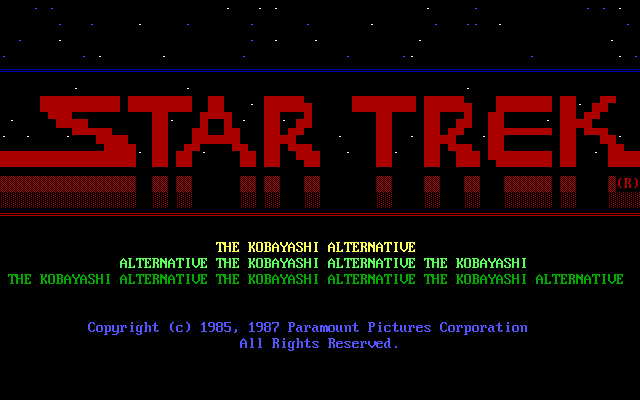 STAR TREK
(R)
THE KOBAYASHI ALTERNATIVE
ALTERNATIVE THE KOBAYASHI ALTERNATIVE THE KOBAYASHI
THE KOBAYASHI ALTERNATIVE THE KOBAYASHI ALTERNATIVE THE KOBAYASHI ALTERNATIVE
Copyright (c) 1985, 1987 Paramount Pictures Corporation
All Rights Reserved.